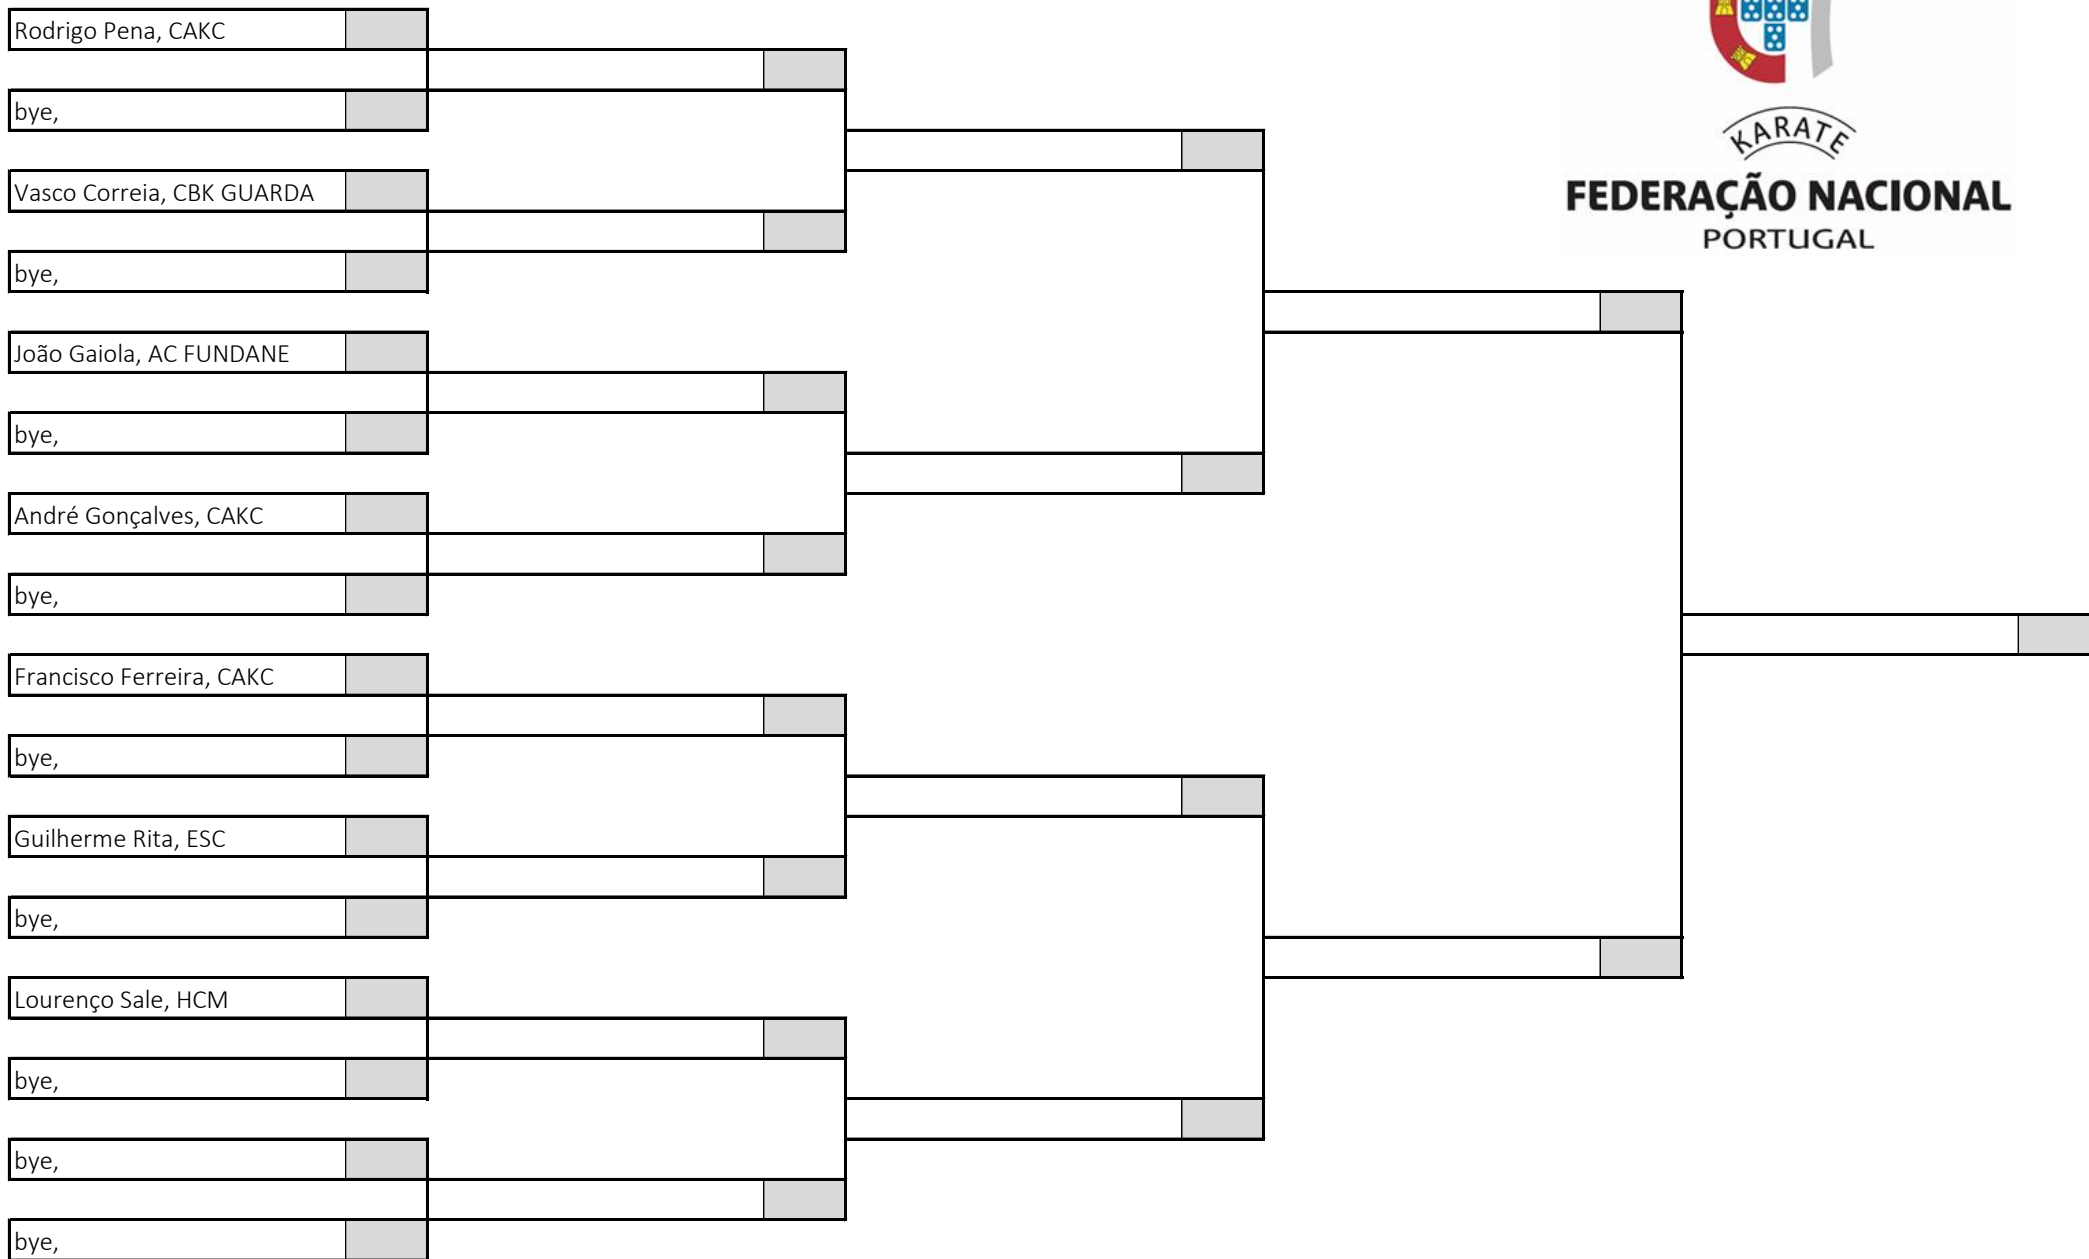 Rodrigo Pena, CAKC
bye,
Vasco Correia, CBK GUARDA
bye,
João Gaiola, AC FUNDANE
bye,
André Gonçalves, CAKC
bye,
Francisco Ferreira, CAKC
bye,
Guilherme Rita, ESC
bye,
Lourenço Sale, HCM
bye,
bye,
bye,
KARATE
FEDERAÇÃO NACIONAL
PORTUGAL